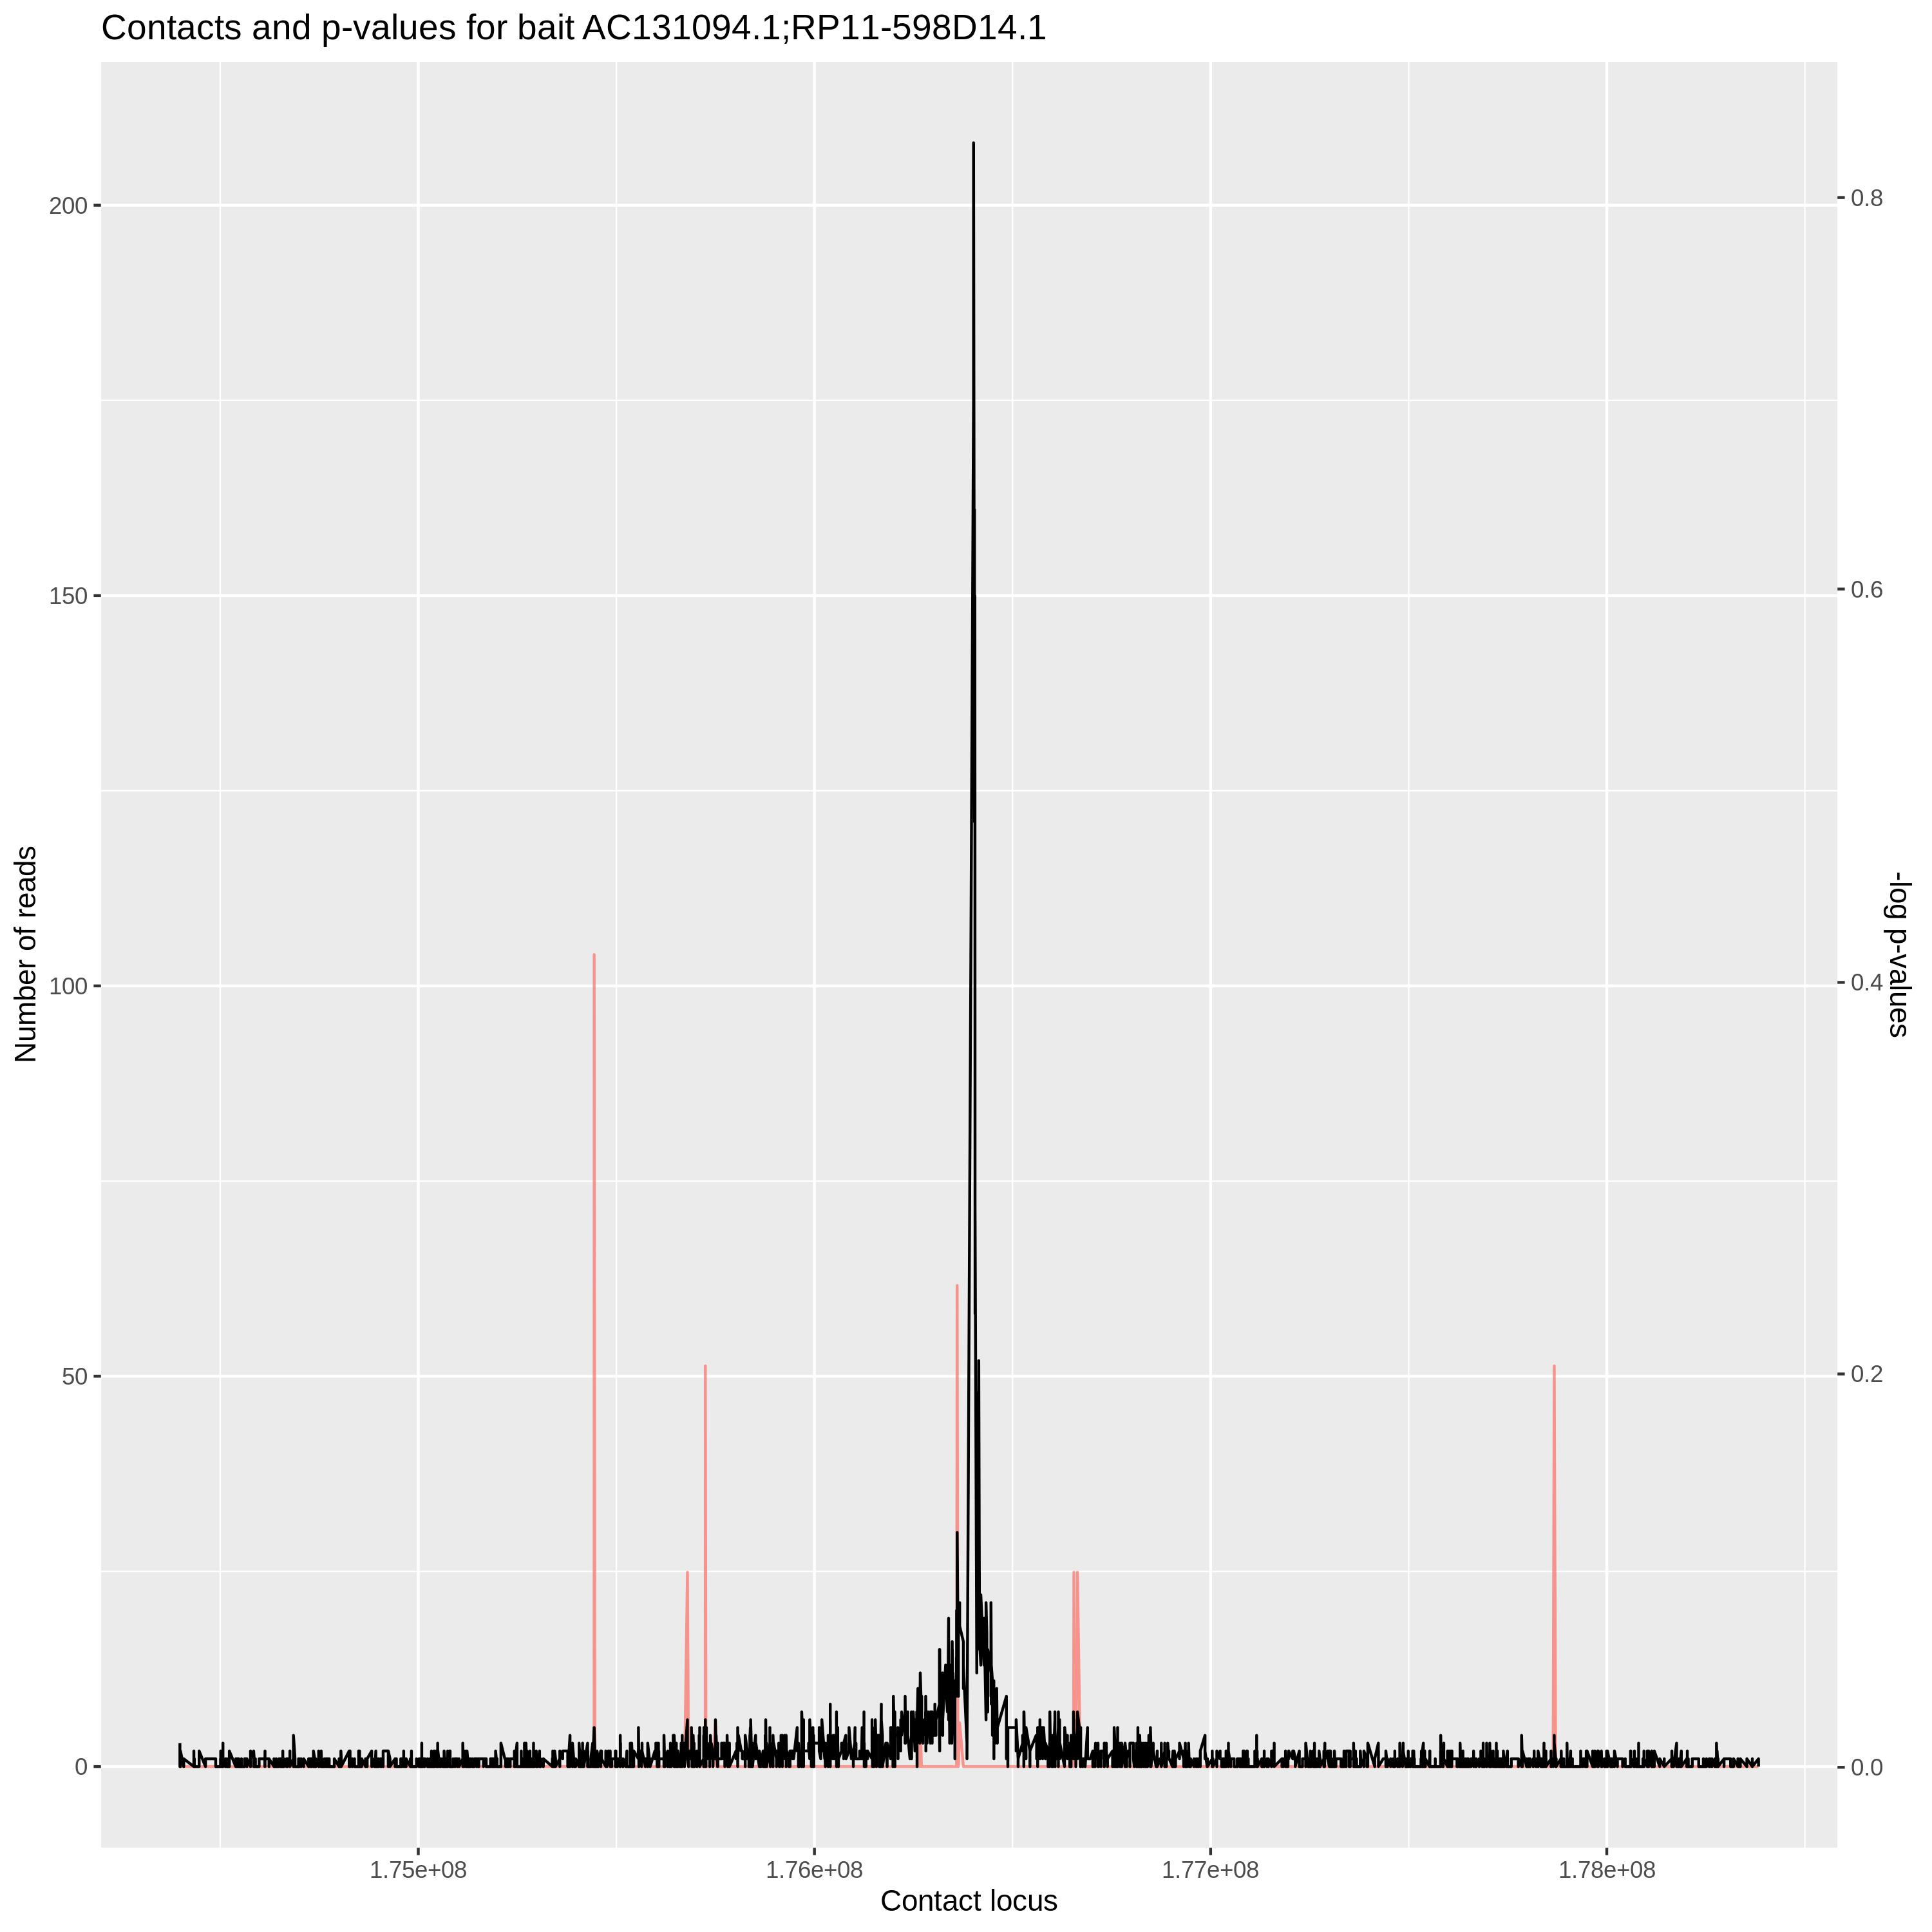 Contacts and p-values for bait AC131094.1;RP11-598D14.1
200
150
100
50
0
Number of reads
0.8
0.6
0.4
0.2
0.0
-log p-values
1.75e+08
1.76e+08
1.77e+08
1.78e+08
Contact locus